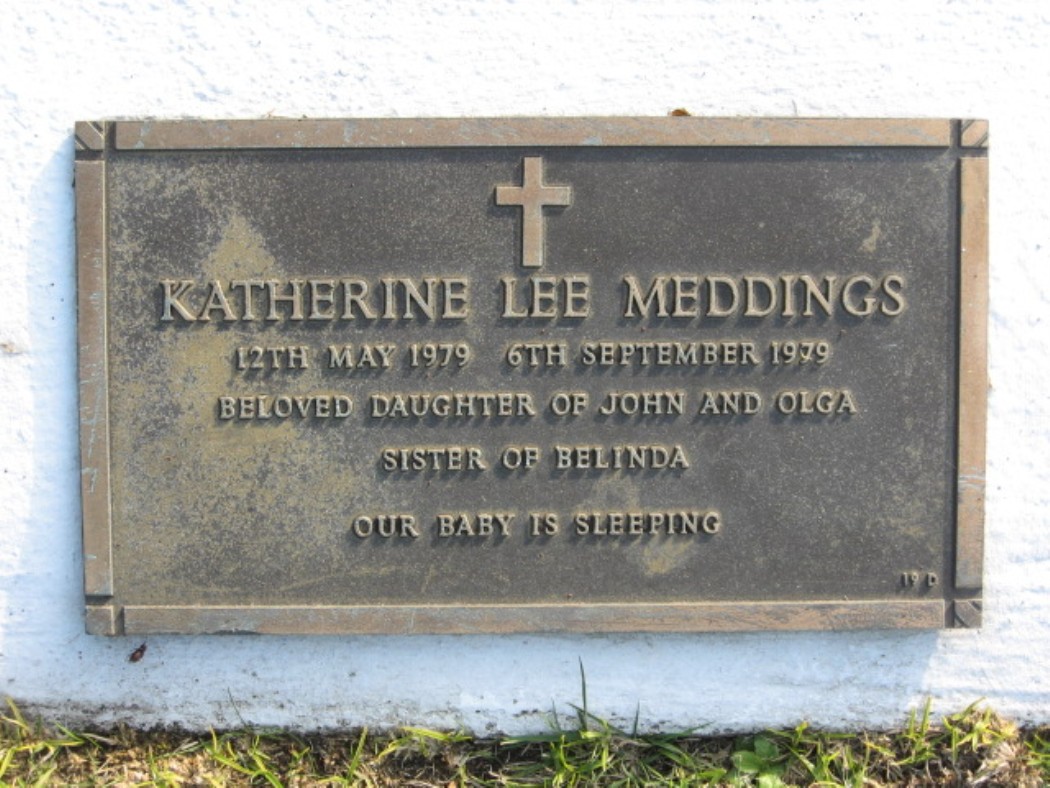 KATHERINE LEE MEDDINGS
12TH MAY 1979 6TH SEPTEMBER 1979
BELOVED DAUGHTER OF JOHN AND OLGA
SISTER OF BELINDA
OUR BABY IS SLEEPING
19 D